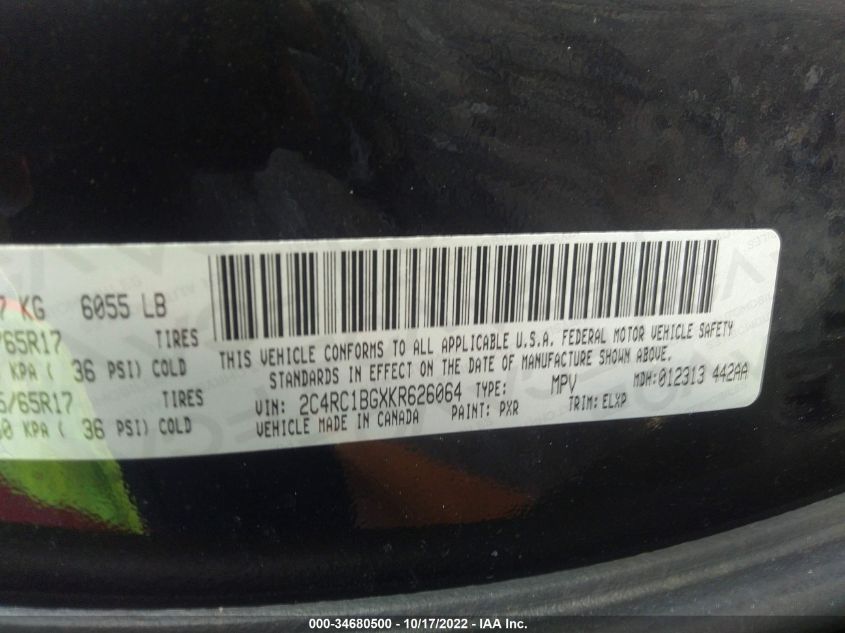 KG 6055 LB
/65R17 TIRES
KPA ( 36 PSI) COLD
/65R17 TIRES
KPA ( 36 PSI) COLD
THIS VEHICLE CONFORMS TO ALL APPLICABLE U.S.A. FEDERAL MOTOR VEHICLE SAFETY
STANDARDS IN EFFECT ON THE DATE OF MANUFACTURE SHOWN ABOVE.
VIN: 2C4RC1BGXKR626064 TYPE: MPV MDH:012313 442AA
VEHICLE MADE IN CANADA PAINT: PXR TRIM: ELXP
000-34680500 - 10/17/2022 - IAA Inc.